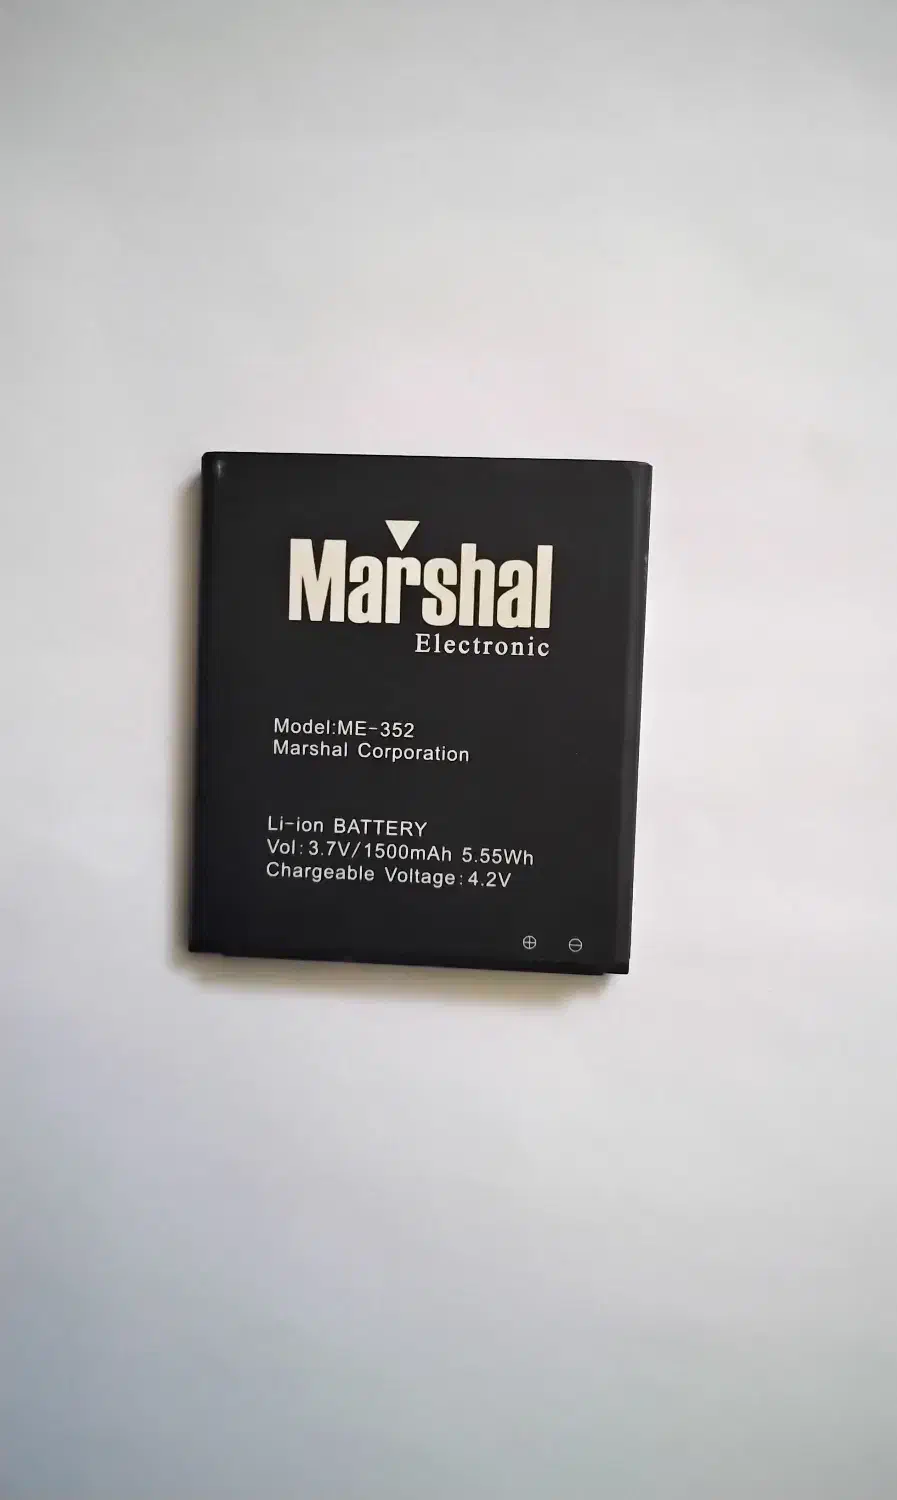 Marshal
Electronic
Model:ME-352
Marshal Corporation
Li-ion BATTERY
Vol:3.7V/1500mAh 5.55Wh
Chargeable Voltage:4.2V
⊕ ⊖